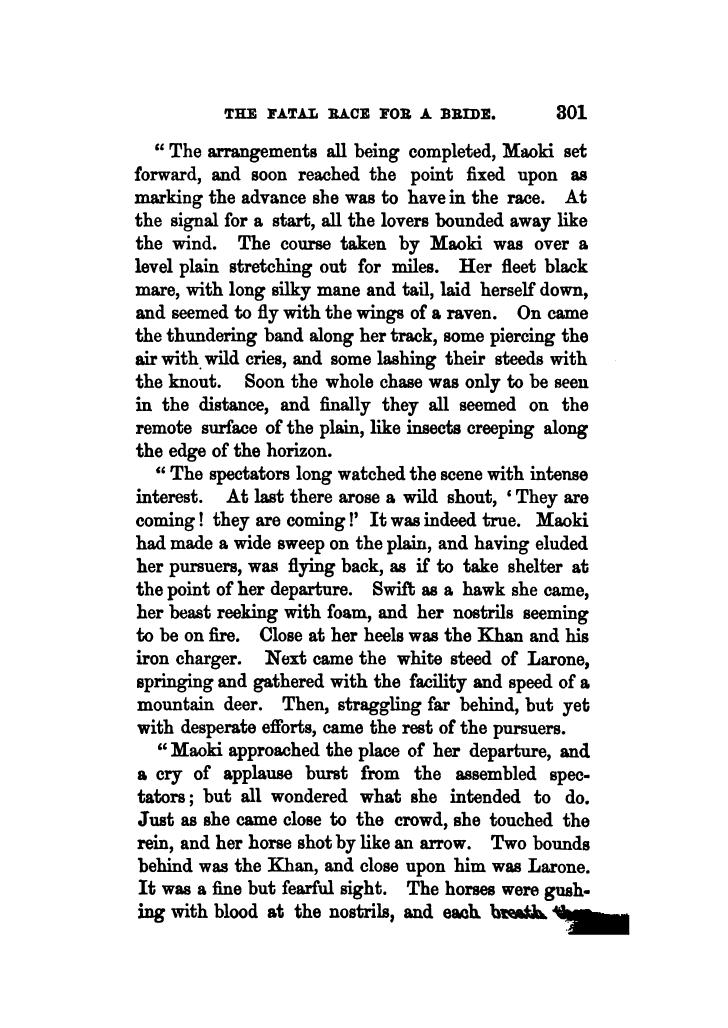 THE FATAL RACE FOR A BRIDE. 301
“ The arrangements all being completed, Maoki set
forward, and soon reached the point fixed upon as
marking the advance she was to have in the race. At
the signal for a start, all the lovers bounded away like
the wind. The course taken by Maoki was over a
level plain stretching out for miles. Her fleet black
mare, with long silky mane and tail, laid herself down,
and seemed to fly with the wings of a raven. On came
the thundering band along her track, some piercing the
air with wild cries, and some lashing their steeds with
the knout. Soon the whole chase was only to be seen
in the distance, and finally they all seemed on the
remote surface of the plain, like insects creeping along
the edge of the horizon.
“ The spectators long watched the scene with intense
interest. At last there arose a wild shout, ‘ They are
coming ! they are coming !’ It was indeed true. Maoki
had made a wide sweep on the plain, and having eluded
her pursuers, was flying back, as if to take shelter at
the point of her departure. Swift as a hawk she came,
her beast reeking with foam, and her nostrils seeming
to be on fire. Close at her heels was the Khan and his
iron charger. Next came the white steed of Larone,
springing and gathered with the facility and speed of a
mountain deer. Then, straggling far behind, but yet
with desperate efforts, came the rest of the pursuers.
“ Maoki approached the place of her departure, and
a cry of applause burst from the assembled spec-
tators ; but all wondered what she intended to do.
Just as she came close to the crowd, she touched the
rein, and her horse shot by like an arrow. Two bounds
behind was the Khan, and close upon him was Larone.
It was a fine but fearful sight. The horses were gush-
ing with blood at the nostrils, and each breath